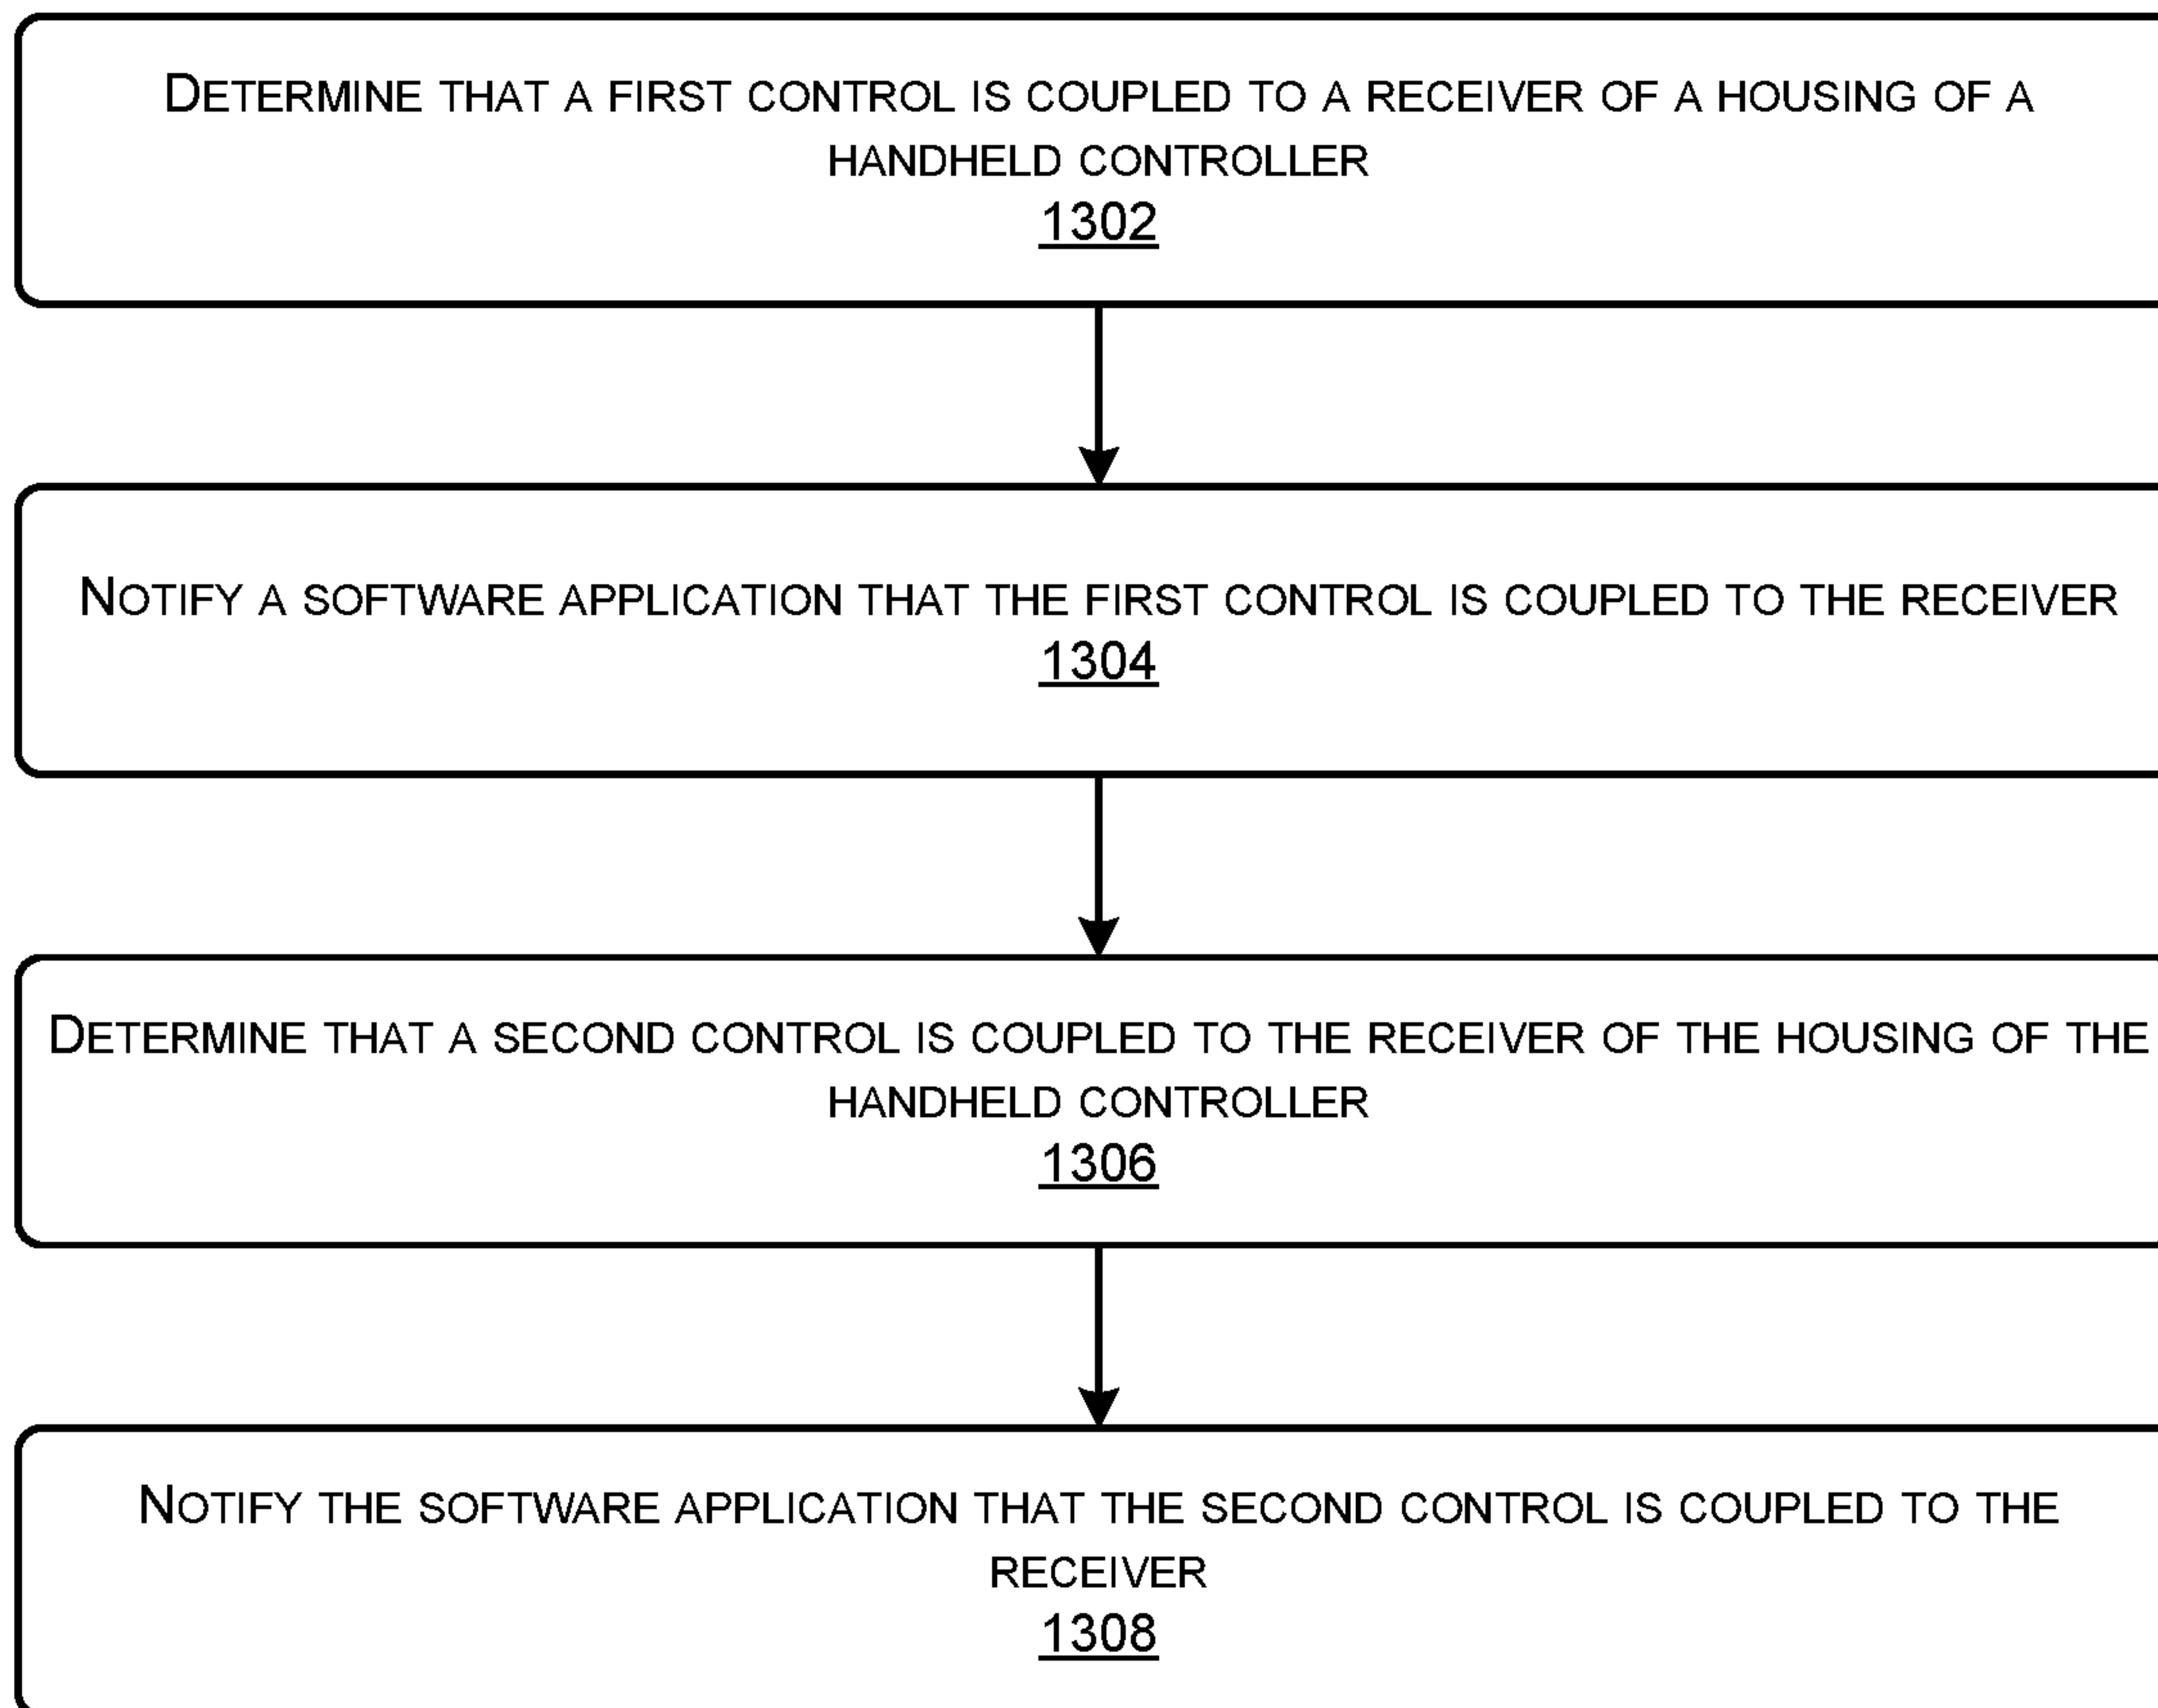 Determine that a first control is coupled to a receiver of a housing of a
handheld controller
1302
Notify a software application that the first control is coupled to the receiver
1304
Determine that a second control is coupled to the receiver of the housing of the
handheld controller
1306
Notify the software application that the second control is coupled to the
receiver
1308